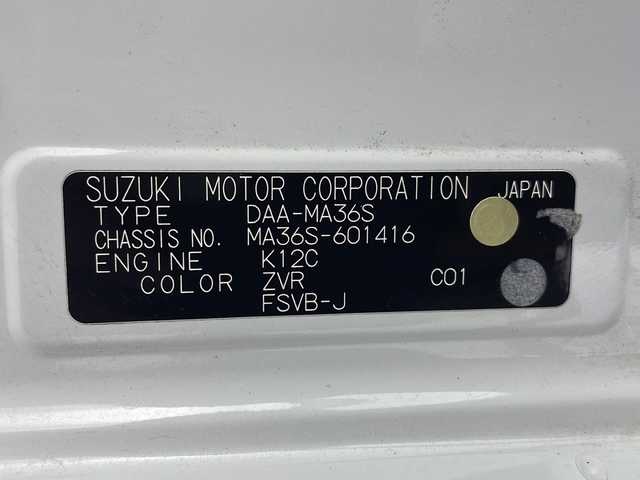 SUZUKI MOTOR CORPORATION JAPAN
TYPE DAA-MA36S
CHASSIS NO. MA36S-601416
ENGINE K12C
COLOR ZVR C01
FSVB-J